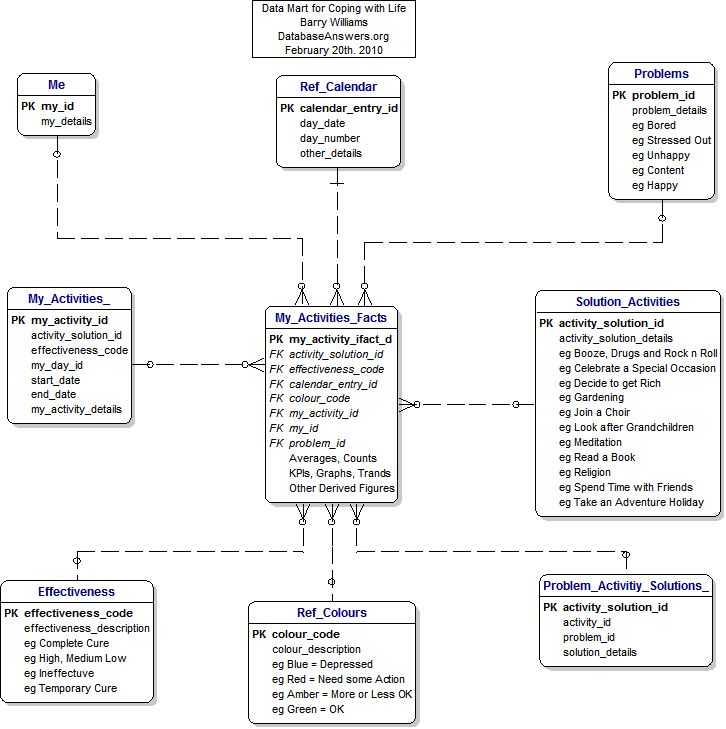 Data Mart for Coping with Life
Barry Williams
DatabaseAnswers.org
February 20th. 2010
Me
PK my_id
my_details
Ref_Calendar
PK calendar_entry_id
day_date
day_number
other_details
Problems
PK problem_id
problem_details
eg Bored
eg Stressed Out
eg Unhappy
eg Content
eg Happy
My_Activities_
PK my_activity_id
activity_solution_id
effectiveness_code
my_day_id
start_date
end_date
my_activity_details
My_Activities_Facts
PK my_activity_ifact_d
FK activity_solution_id
FK effectiveness_code
FK calendar_entry_id
FK colour_code
FK my_activity_id
FK my_id
FK problem_id
Averages, Counts
KPIs, Graphs, Trands
Other Derived Figures
Solution_Activities
PK activity_solution_id
activity_solution_details
eg Booze, Drugs and Rock n Roll
eg Celebrate a Special Occasion
eg Decide to get Rich
eg Gardening
eg Join a Choir
eg Look after Grandchildren
eg Meditation
eg Read a Book
eg Religion
eg Spend Time with Friends
eg Take an Adventure Holiday
Effectiveness
PK effectiveness_code
effectiveness_description
eg Complete Cure
eg High, Medium Low
eg Ineffectuve
eg Temporary Cure
Ref_Colours
PK colour_code
colour_description
eg Blue = Depressed
eg Red = Need some Action
eg Amber = More or Less OK
eg Green = OK
Problem_Activitiy_Solutions_
PK activity_solution_id
activity_id
problem_id
solution_details